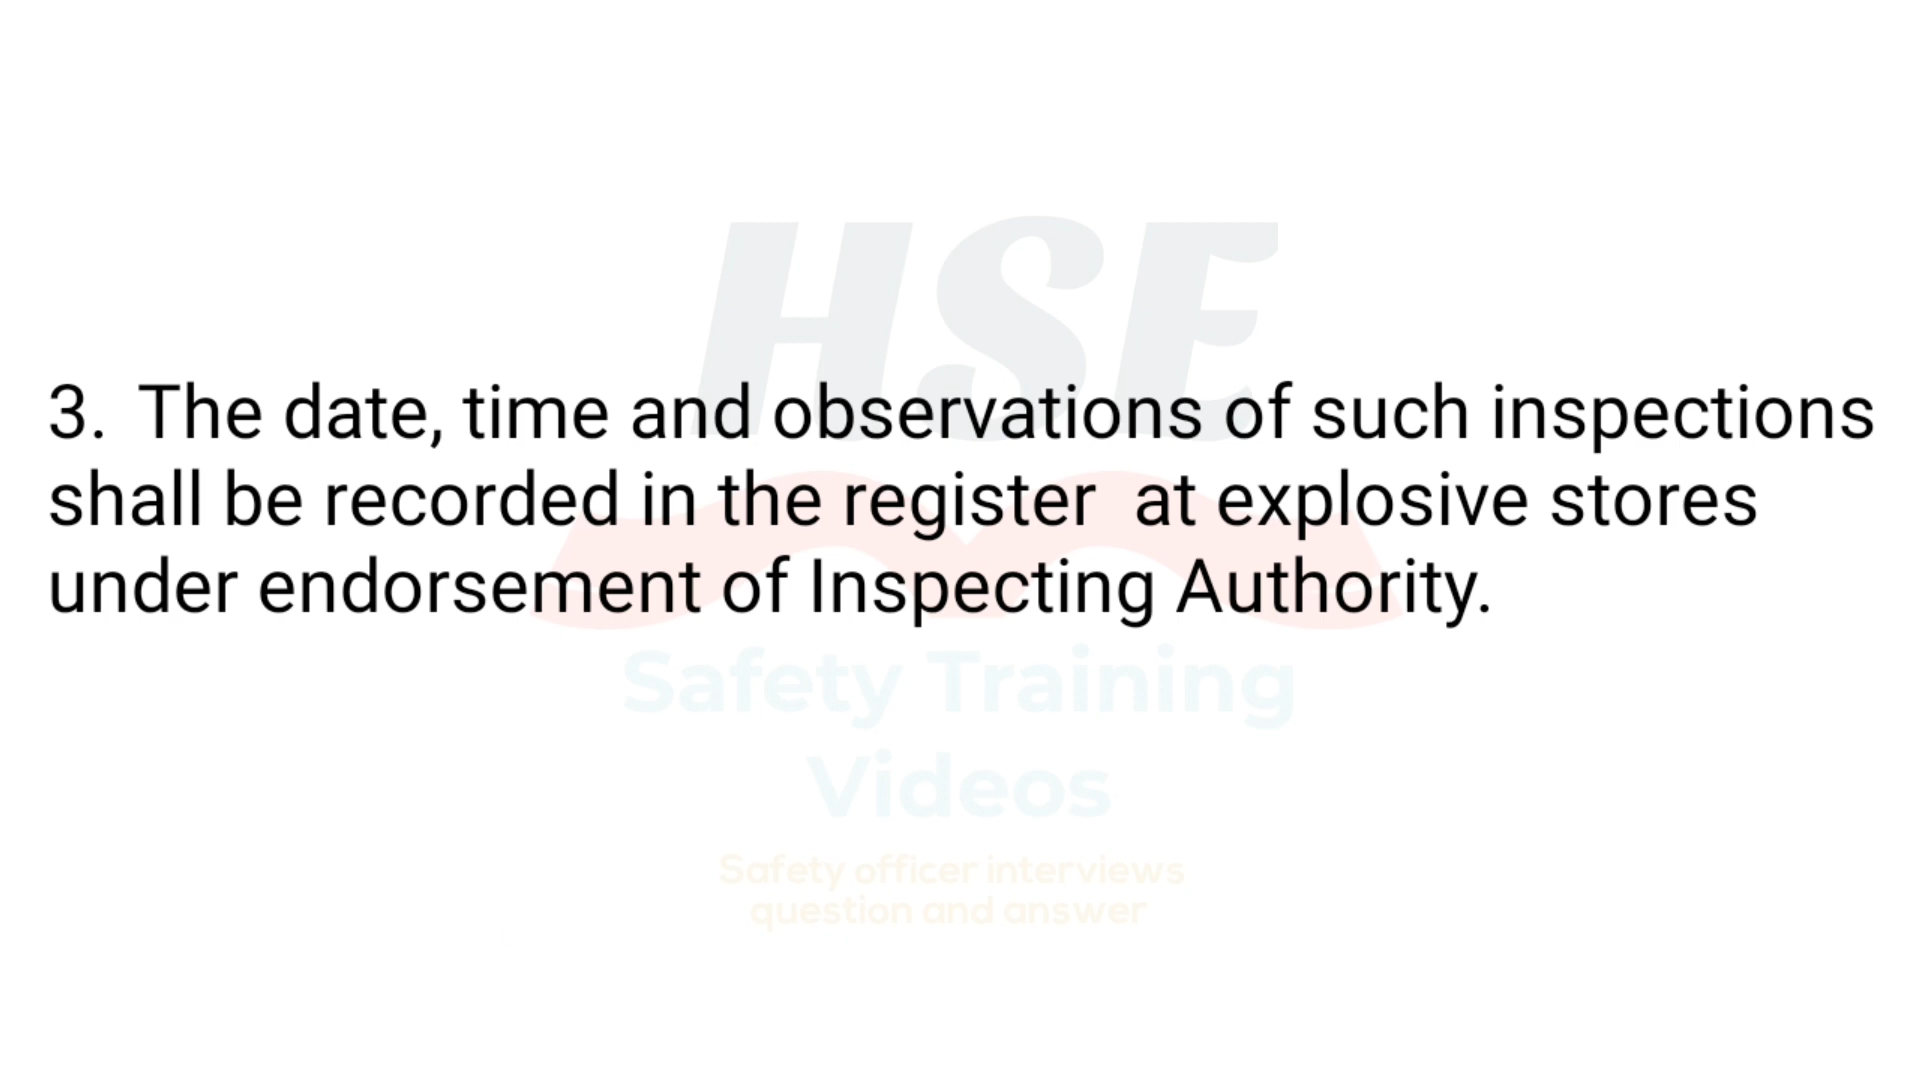 HSE
3. The date, time and observations of such inspections
shall be recorded in the register at explosive stores
under endorsement of Inspecting Authority.
Safety Training
Videos
Safety officer interviews
question and answer